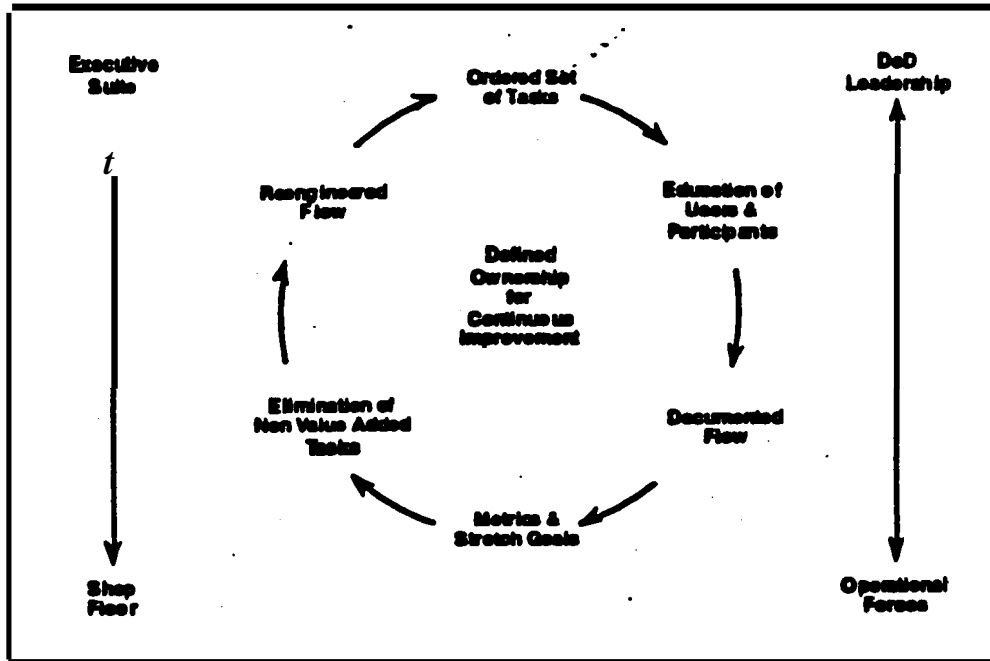 Executive
Suite
t
Shop
Floor
Ordered Set
of Tasks
Education of
Users &
Participants
Documented
Flow
Metrics &
Stretch Goals
Elimination of
Non Value Added
Tasks
Reengineered
Flow
Defined
Ownership
for
Continuous
Improvement
DoD
Leadership
Operational
Forces